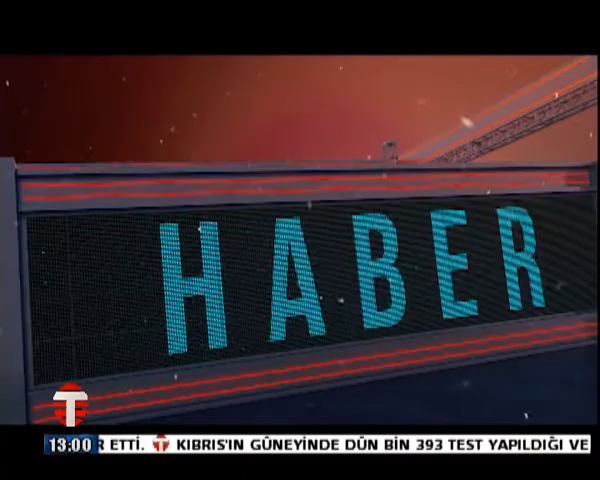 HABER
T
13:00 R ETTİ. T KIBRIS'IN GÜNEYİNDE DÜN BİN 393 TEST YAPILDIĞI VE